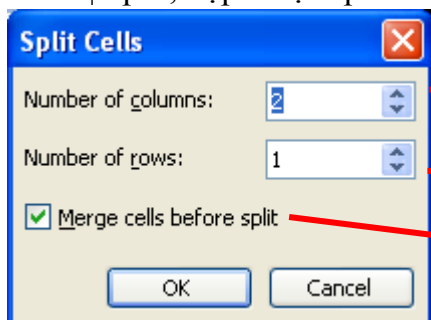 Split Cells
Number of columns: 2
Number of rows: 1
Merge cells before split
OK Cancel